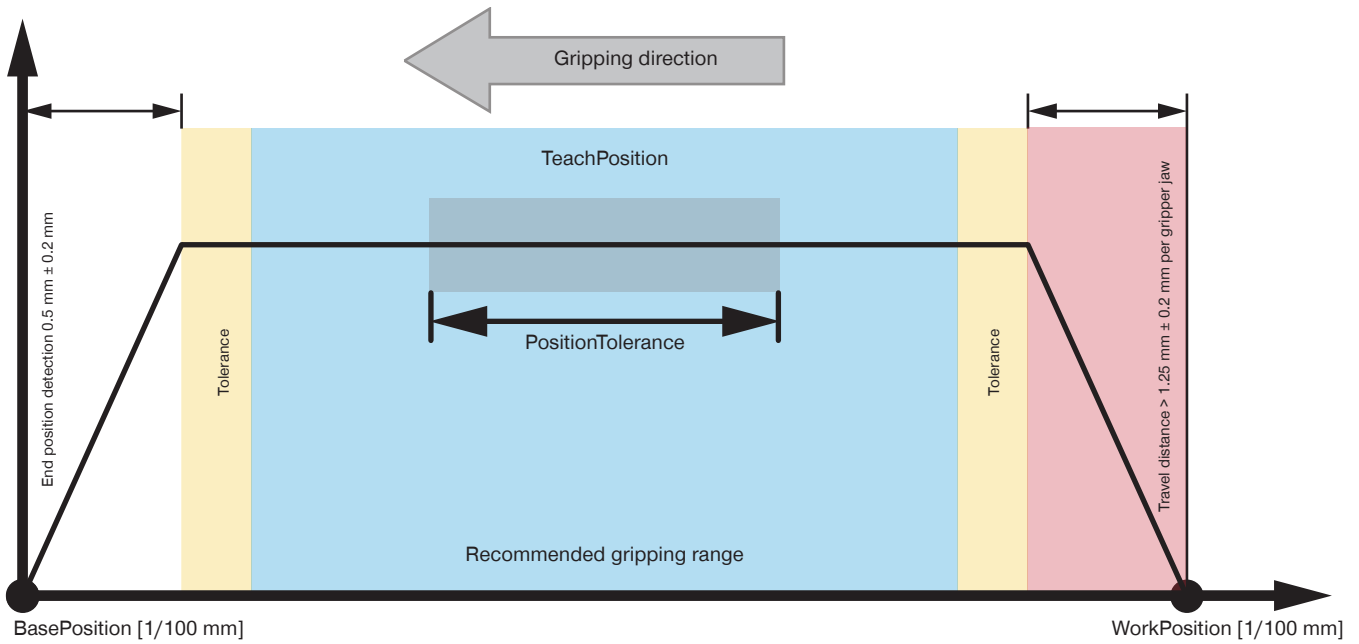 Gripping direction
TeachPosition
End position detection 0.5 mm ± 0.2 mm
Tolerance
PositionTolerance
Tolerance
Travel distance > 1.25 mm ± 0.2 mm per gripper jaw
Recommended gripping range
BasePosition [1/100 mm]
WorkPosition [1/100 mm]